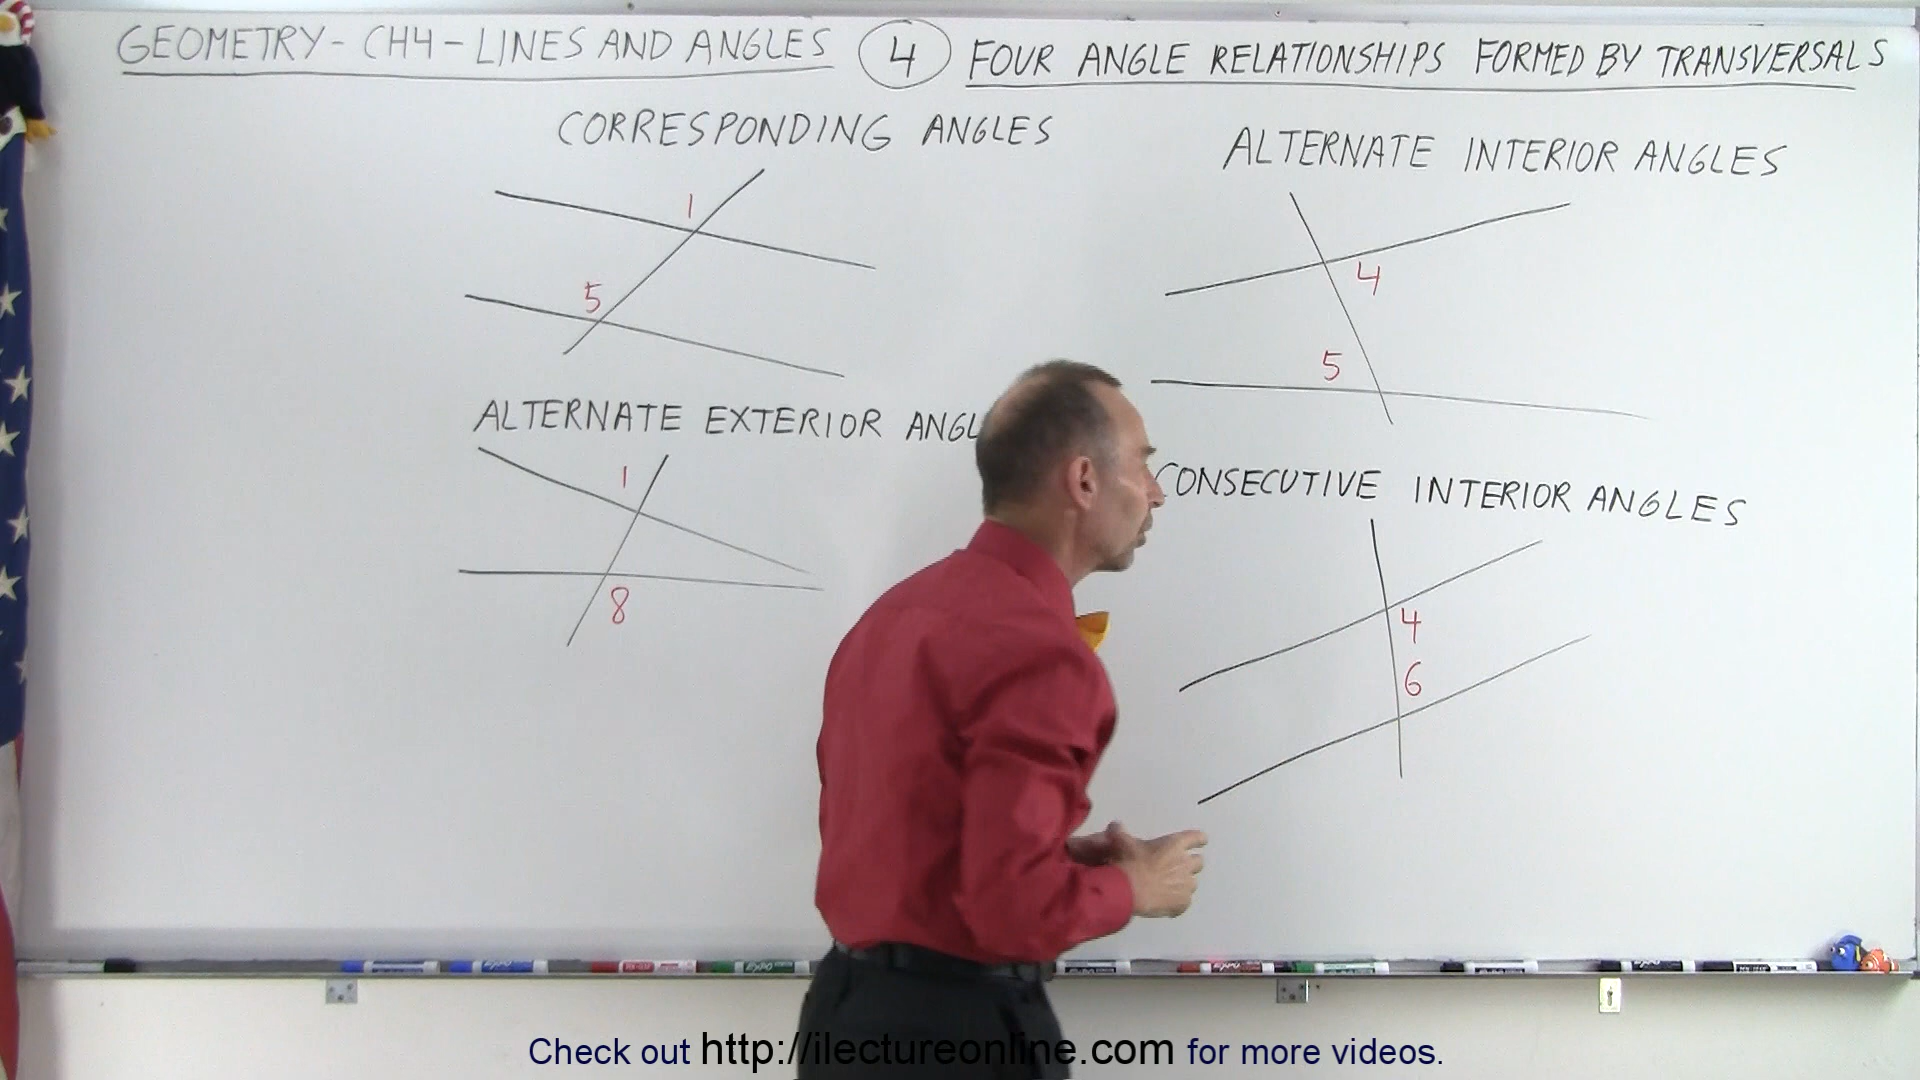 GEOMETRY - CH4 - LINES AND ANGLES 4 FOUR ANGLE RELATIONSHIPS FORMED BY TRANSVERSALS
CORRESPONDING ANGLES
1
5
ALTERNATE INTERIOR ANGLES
4
5
ALTERNATE EXTERIOR ANGL
1
8
CONSECUTIVE INTERIOR ANGLES
4
6
Check out http://ilectureonline.com for more videos.